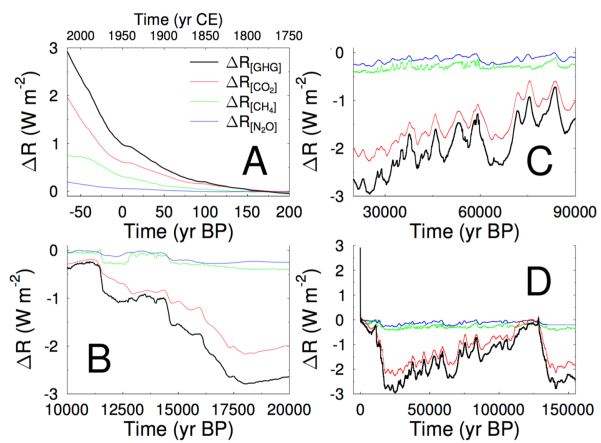 Time (yr CE)
2000 1950 1900 1850 1800 1750
3
2
1
0
ΔR (W m⁻²)
ΔR[GHG]
ΔR[CO₂]
ΔR[CH₄]
ΔR[N₂O]
A
-50 0 50 100 150 200
Time (yr BP)
0
-1
-2
-3
ΔR (W m⁻²)
C
30000 60000 90000
Time (yr BP)
0
-1
-2
-3
ΔR (W m⁻²)
B
10000 12500 15000 17500 20000
Time (yr BP)
3
2
1
0
-1
-2
-3
ΔR (W m⁻²)
D
0 50000 100000 150000
Time (yr BP)